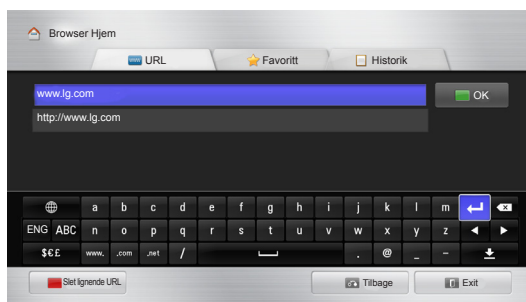 Browser Hjem
URL Favoritt Historik
www.lg.com OK
http://www.lg.com
a b c d e f g h i j k l m
ENG ABC n o p q r s t u v w x y z
$€£ www. .com .net / . @ _ -
Slet lignende URL Tilbage Exit